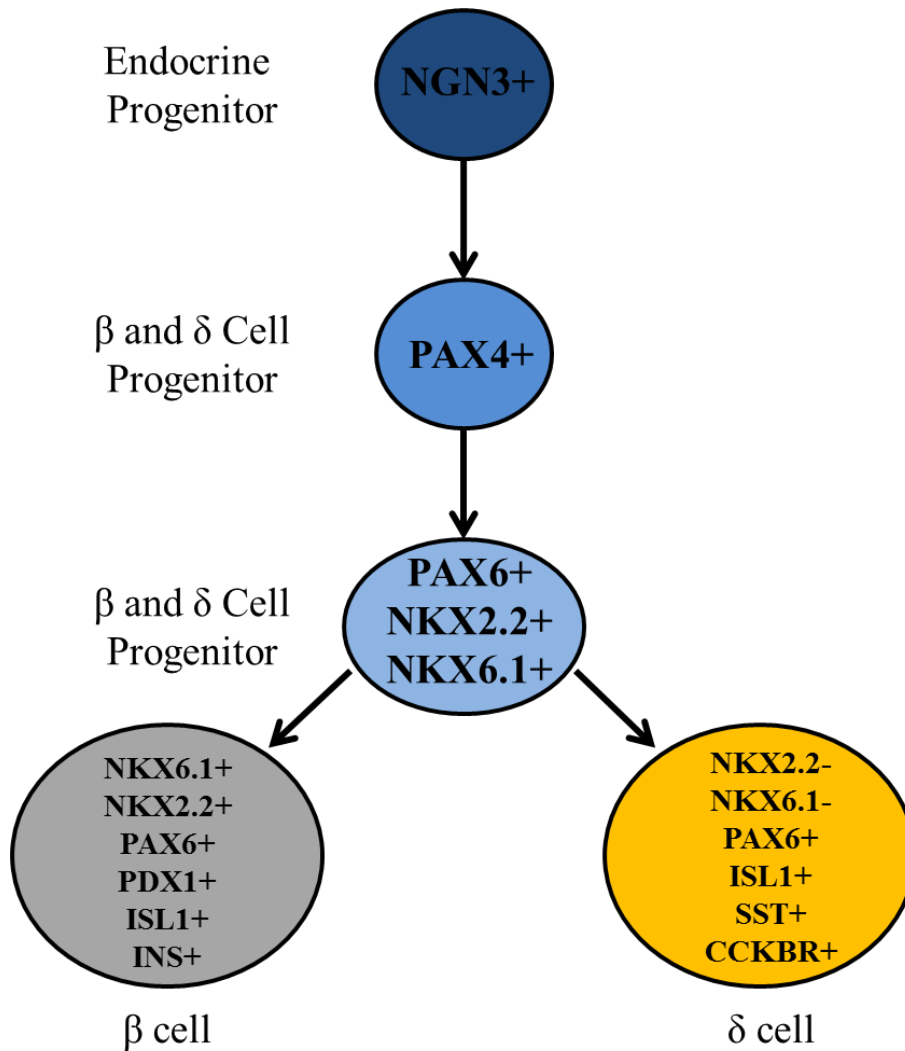 Endocrine
Progenitor
NGN3+
β and δ Cell
Progenitor
PAX4+
β and δ Cell
Progenitor
PAX6+
NKX2.2+
NKX6.1+
NKX6.1+
NKX2.2+
PAX6+
PDX1+
ISL1+
INS+
β cell
NKX2.2-
NKX6.1-
PAX6+
ISL1+
SST+
CCKBR+
δ cell